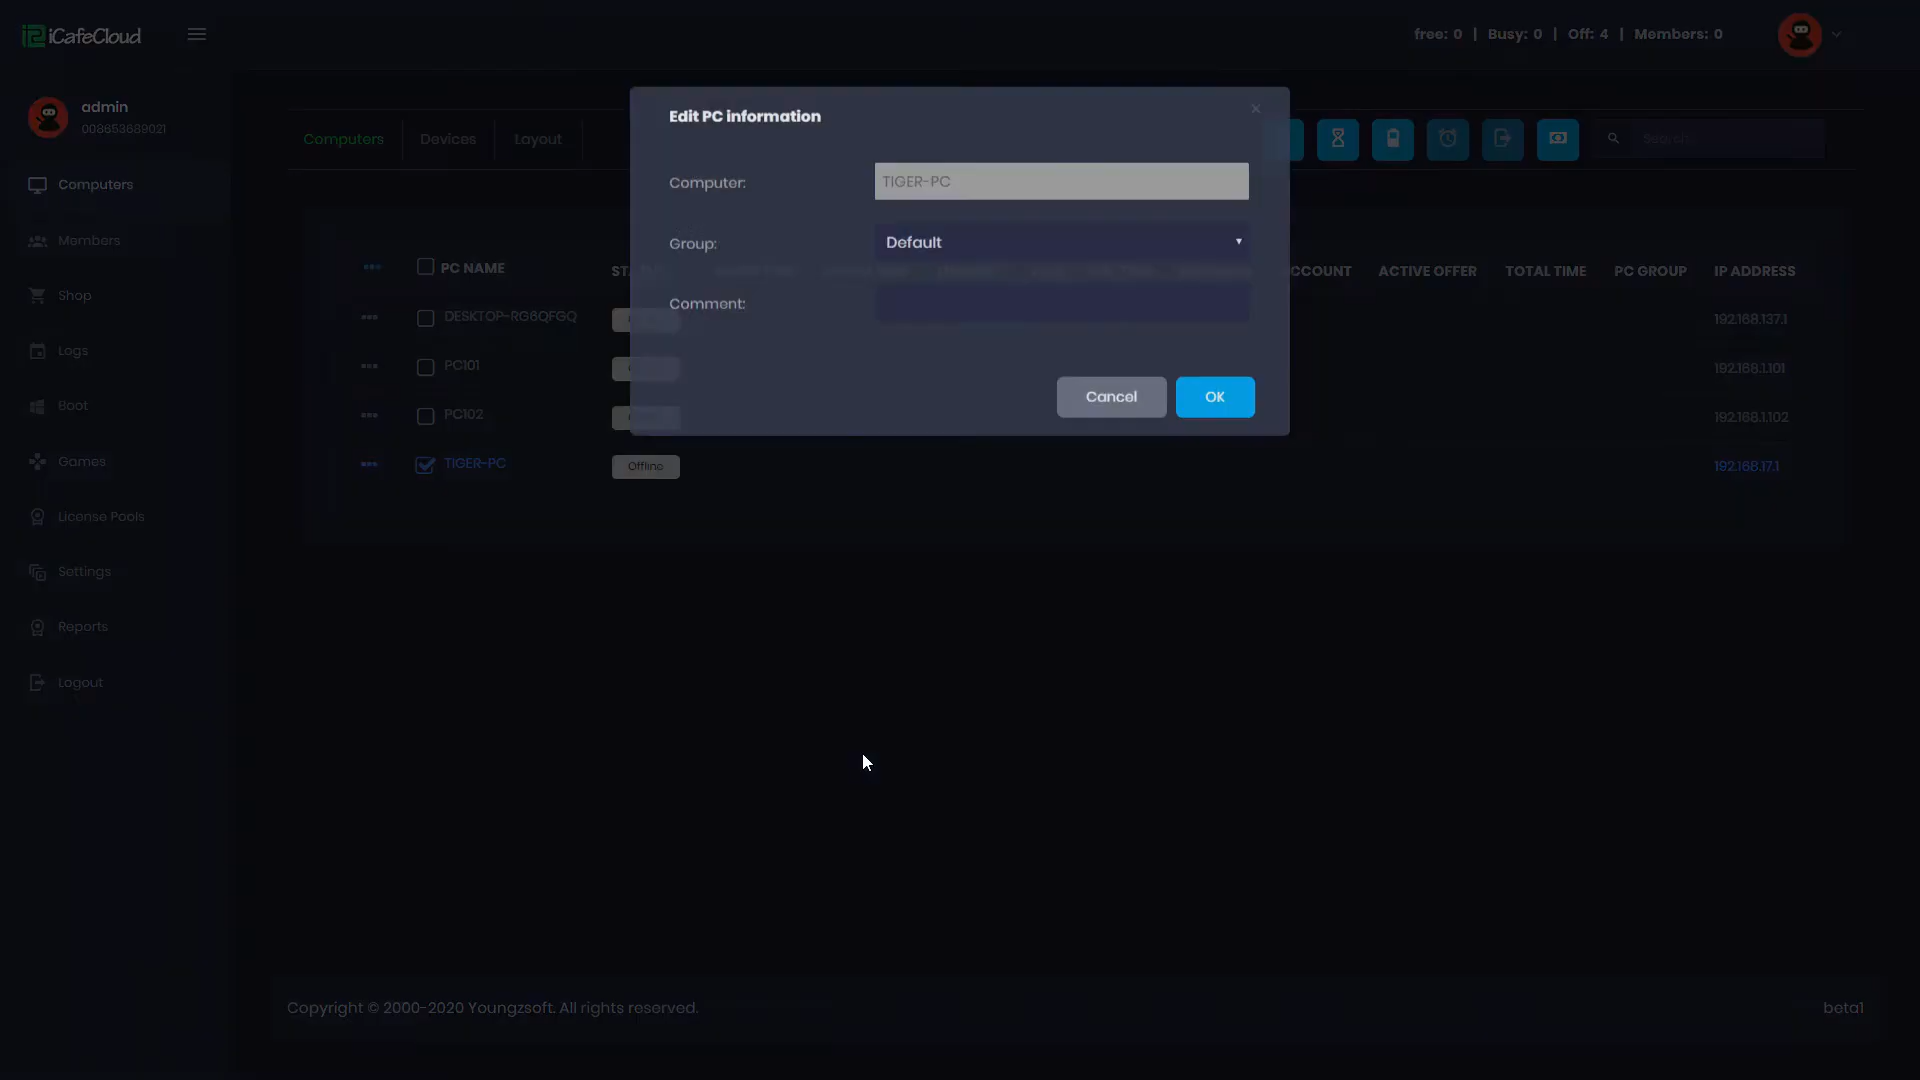 iCafeCloud
free: 0 | Busy: 0 | Off: 4 | Members: 0
admin
008653689021
Computers
Members
Shop
Logs
Boot
Games
License Pools
Settings
Reports
Logout
Computers
Devices
Layout
Search
Edit PC information
×
Computer:
TIGER-PC
Group:
Default
Comment:
Cancel
OK
PC NAME
ACTIVE OFFER
TOTAL TIME
PC GROUP
IP ADDRESS
DESKTOP-RG6QFGQ
192.168.137.1
PC101
192.168.1.101
PC102
192.168.1.102
TIGER-PC
Offline
192.168.17.1
Copyright © 2000-2020 Youngzsoft. All rights reserved.
beta1